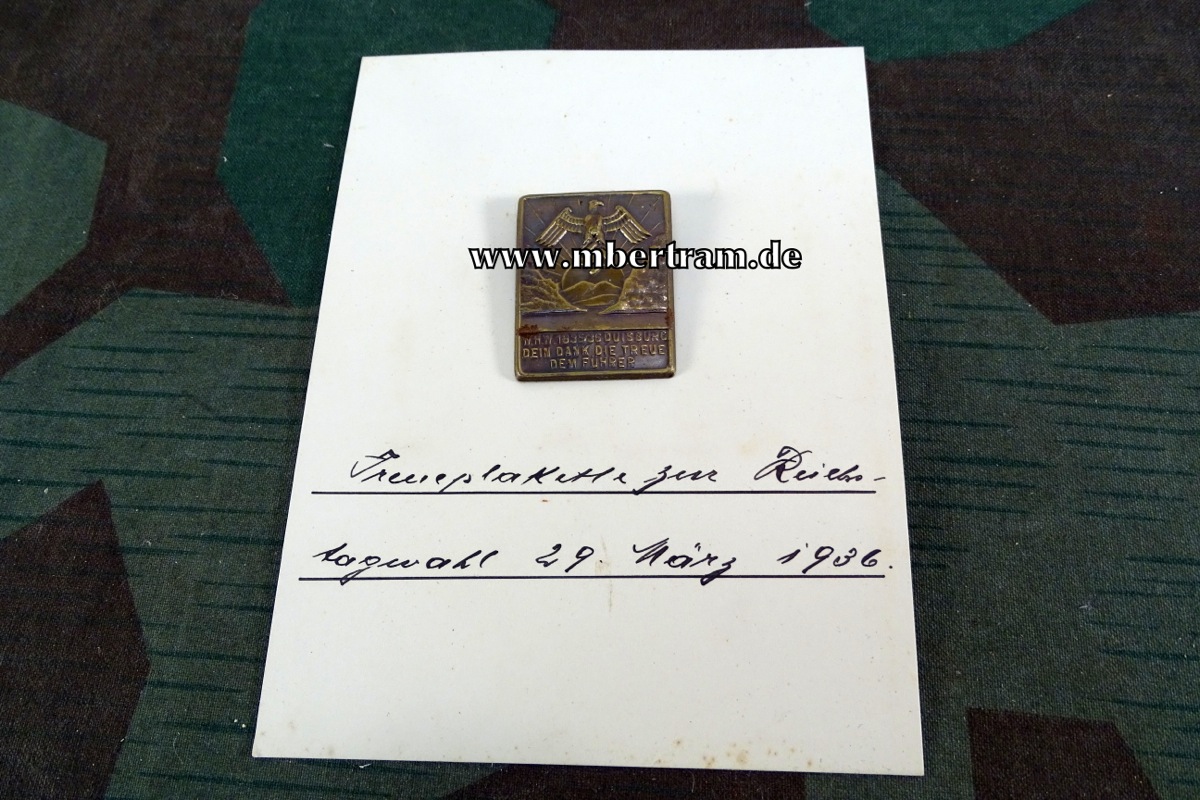 www.mbertram.de
W.H.W. 1935/36 DUISBURG
DEIN DANK DIE TREUE
DEM FÜHRER
Treueplakette zur Reichs-
tagwahl 29. März 1936.